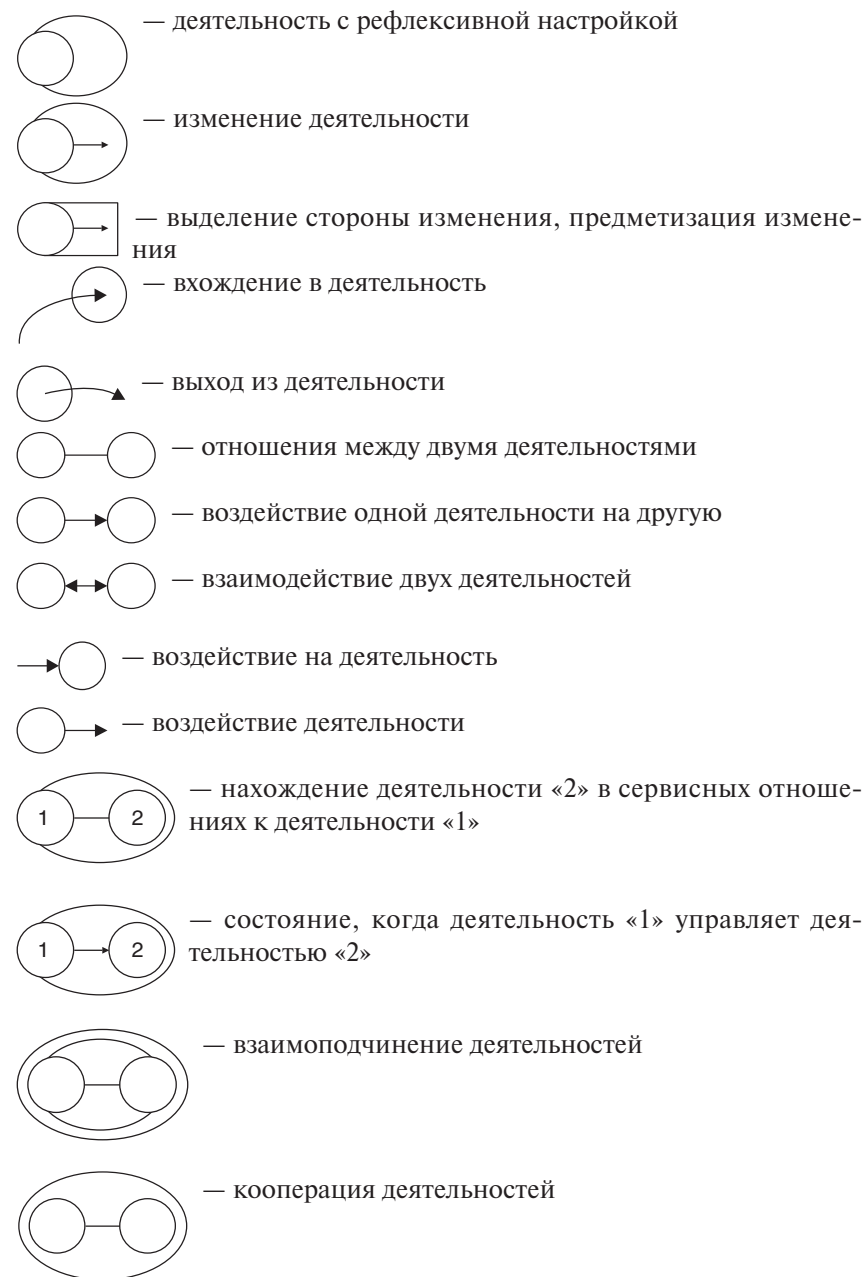 — деятельность с рефлексивной настройкой
— изменение деятельности
— выделение стороны изменения, предметизация измене-
ния
— вхождение в деятельность
— выход из деятельности
— отношения между двумя деятельностями
— воздействие одной деятельности на другую
— взаимодействие двух деятельностей
— воздействие на деятельность
— воздействие деятельности
1 2 — нахождение деятельности «2» в сервисных отноше-
ниях к деятельности «1»
1 2 — состояние, когда деятельность «1» управляет дея-
тельностью «2»
— взаимоподчинение деятельностей
— кооперация деятельностей